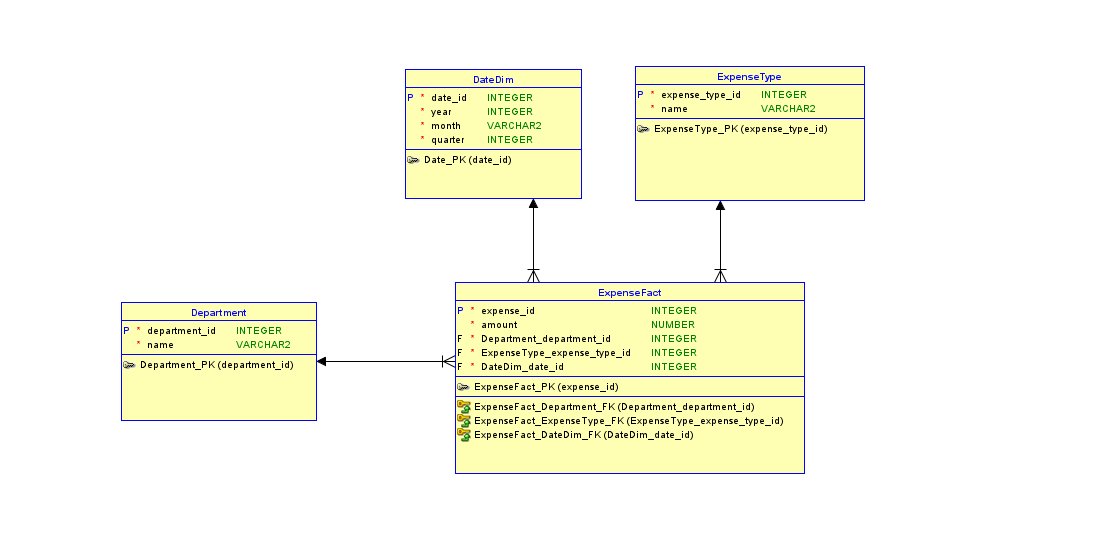 DateDim
P * date_id INTEGER
* year INTEGER
* month VARCHAR2
* quarter INTEGER
Date_PK (date_id)
ExpenseType
P * expense_type_id INTEGER
* name VARCHAR2
ExpenseType_PK (expense_type_id)
Department
P * department_id INTEGER
* name VARCHAR2
Department_PK (department_id)
ExpenseFact
P * expense_id INTEGER
* amount NUMBER
F * Department_department_id INTEGER
F * ExpenseType_expense_type_id INTEGER
F * DateDim_date_id INTEGER
ExpenseFact_PK (expense_id)
ExpenseFact_Department_FK (Department_department_id)
ExpenseFact_ExpenseType_FK (ExpenseType_expense_type_id)
ExpenseFact_DateDim_FK (DateDim_date_id)